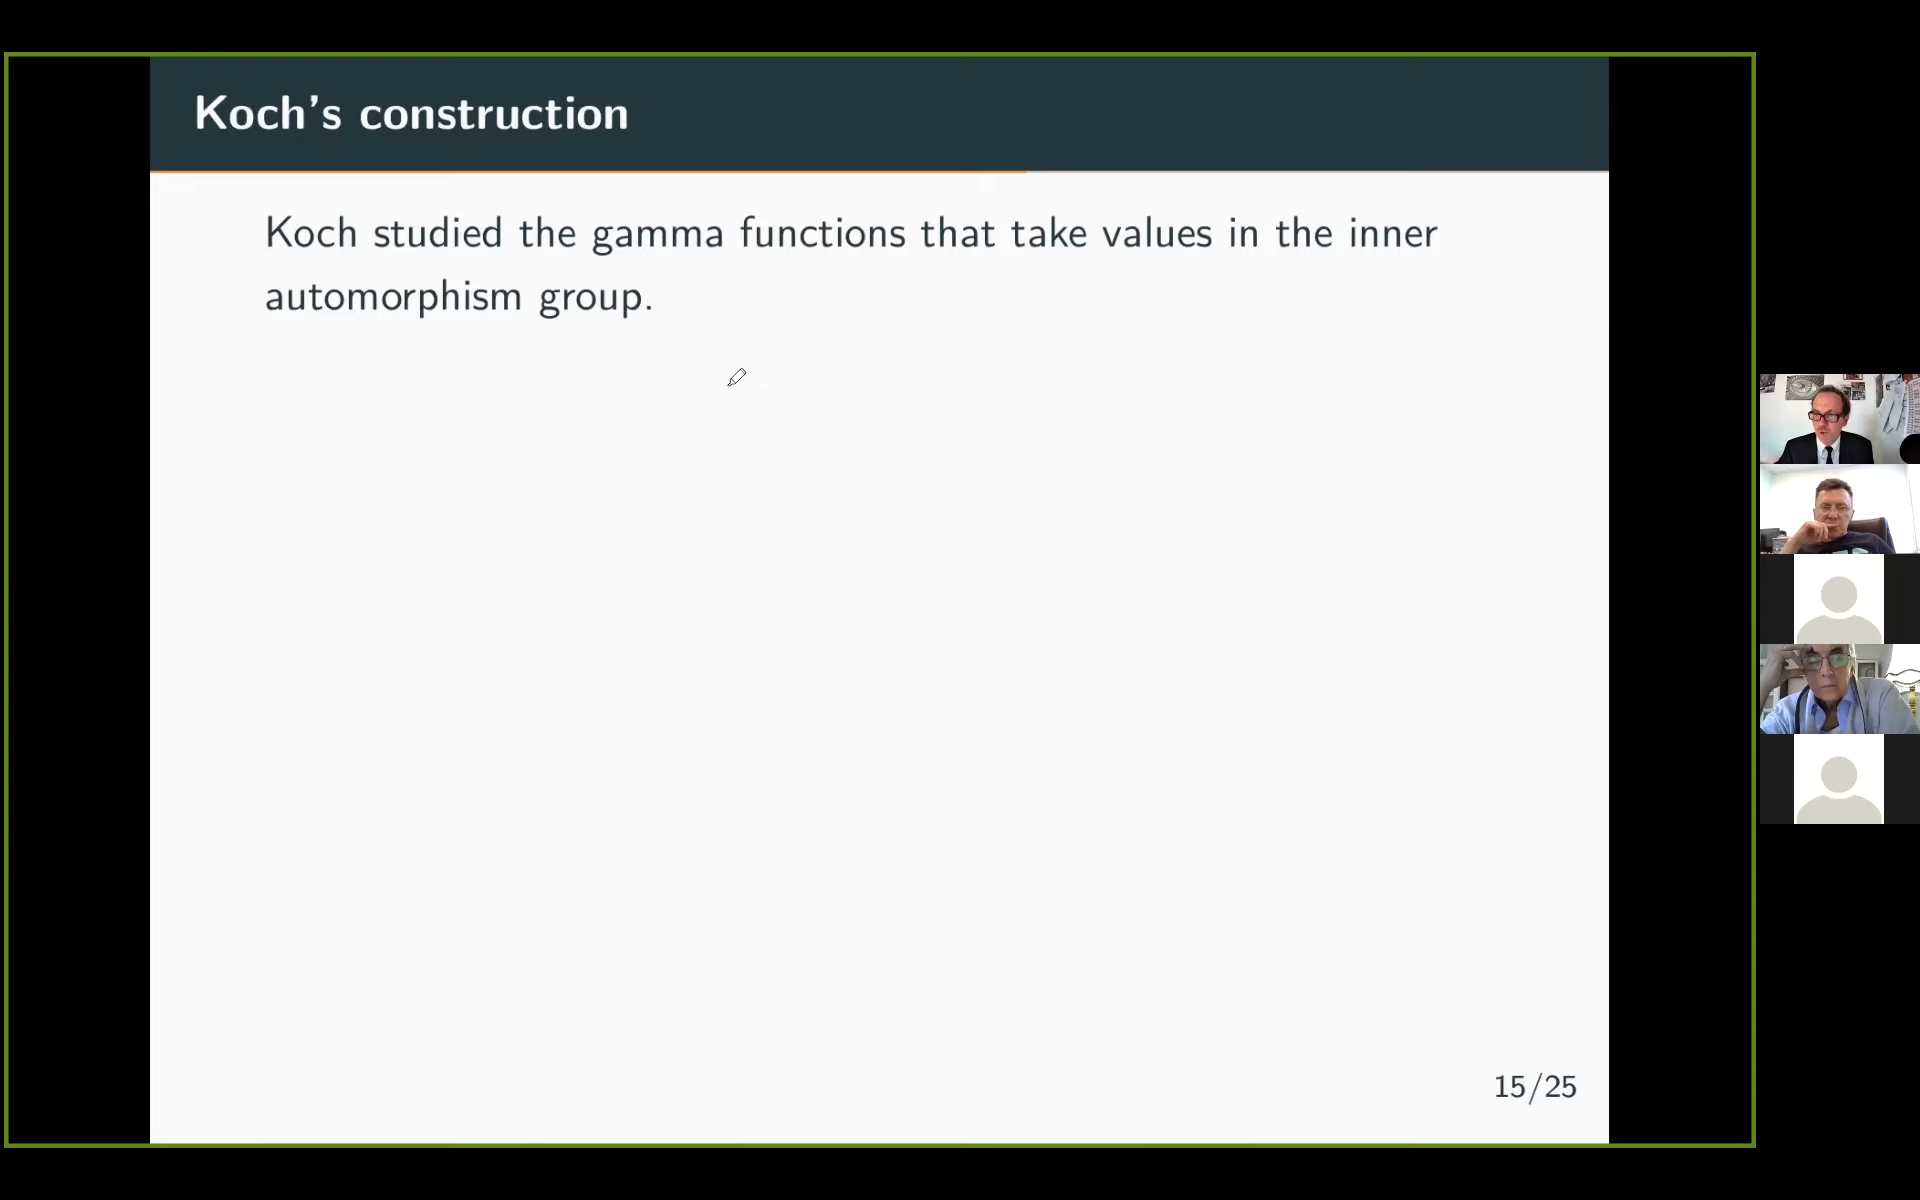 Koch’s construction
Koch studied the gamma functions that take values in the inner
automorphism group.
15/25